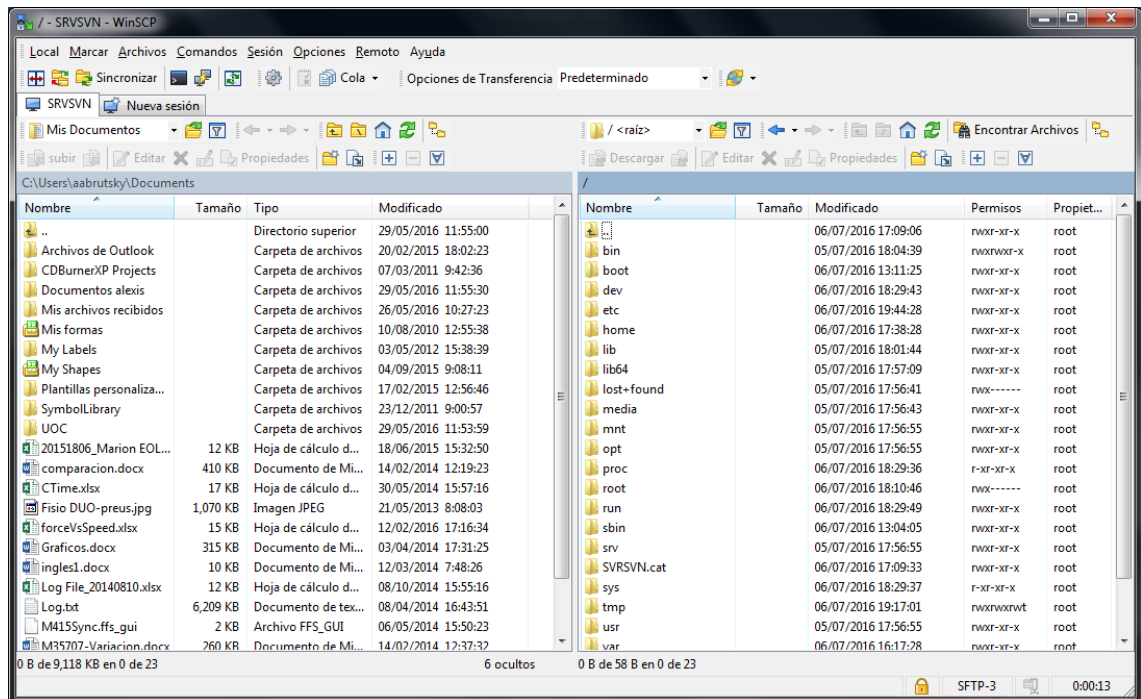 / - SRVSVN - WinSCP
Local Marcar Archivos Comandos Sesión Opciones Remoto Ayuda
Sincronizar Cola Opciones de Transferencia Predeterminado
SRVSVN Nueva sesión
Mis Documentos / <raíz> Encontrar Archivos
subir Editar Propiedades Descargar Editar Propiedades
C:\Users\aabrutsky\Documents /
Nombre Tamaño Tipo Modificado Nombre Tamaño Modificado Permisos Propiet...
.. Directorio superior 29/05/2016 11:55:00 .. 06/07/2016 17:09:06 rwxr-xr-x root
Archivos de Outlook Carpeta de archivos 20/02/2015 18:02:23 bin 05/07/2016 18:04:39 rwxrwxr-x root
CDBurnerXP Projects Carpeta de archivos 07/03/2011 9:42:36 boot 06/07/2016 13:11:25 rwxr-xr-x root
Documentos alexis Carpeta de archivos 29/05/2016 11:55:30 dev 06/07/2016 18:29:43 rwxr-xr-x root
Mis archivos recibidos Carpeta de archivos 26/05/2016 10:27:23 etc 06/07/2016 19:44:28 rwxr-xr-x root
Mis formas Carpeta de archivos 10/08/2010 12:55:38 home 06/07/2016 17:38:28 rwxr-xr-x root
My Labels Carpeta de archivos 03/05/2012 15:38:39 lib 05/07/2016 18:01:44 rwxr-xr-x root
My Shapes Carpeta de archivos 04/09/2015 9:08:11 lib64 05/07/2016 17:57:09 rwxr-xr-x root
Plantillas personaliza... Carpeta de archivos 17/02/2015 12:56:46 lost+found 05/07/2016 17:56:41 rwx------ root
SymbolLibrary Carpeta de archivos 23/12/2011 9:00:57 media 05/07/2016 17:56:43 rwxr-xr-x root
UOC Carpeta de archivos 29/05/2016 11:53:59 mnt 05/07/2016 17:56:55 rwxr-xr-x root
20151806_Marion EOL... 12 KB Hoja de cálculo d... 18/06/2015 15:32:50 opt 05/07/2016 17:56:55 rwxr-xr-x root
comparacion.docx 410 KB Documento de Mi... 14/02/2014 12:19:23 proc 06/07/2016 18:29:36 r-xr-xr-x root
CTime.xlsx 17 KB Hoja de cálculo d... 30/05/2014 15:57:16 root 06/07/2016 18:10:46 rwx------ root
Fisio DUO-preus.jpg 1,070 KB Imagen JPEG 21/05/2013 8:08:03 run 06/07/2016 18:29:49 rwxr-xr-x root
forceVsSpeed.xlsx 15 KB Hoja de cálculo d... 12/02/2016 17:16:34 sbin 06/07/2016 13:04:05 rwxr-xr-x root
Graficos.docx 315 KB Documento de Mi... 03/04/2014 17:31:25 srv 05/07/2016 17:56:55 rwxr-xr-x root
ingles1.docx 10 KB Documento de Mi... 12/03/2014 7:48:26 SVRSVN.cat 06/07/2016 17:09:33 rwxr-xr-x root
Log File_20140810.xlsx 12 KB Hoja de cálculo d... 08/10/2014 15:55:16 sys 06/07/2016 18:29:37 r-xr-xr-x root
Log.txt 6,209 KB Documento de tex... 08/04/2014 16:43:51 tmp 06/07/2016 19:17:01 rwxrwxrwt root
M415Sync.ffs_gui 2 KB Archivo FFS_GUI 06/05/2014 15:50:23 usr 05/07/2016 17:56:55 rwxr-xr-x root
M35707-Variacion.docx 260 KB Documento de Mi... 14/02/2014 12:37:32 var 06/07/2016 16:17:28 rwxr-xr-x root
0 B de 9,118 KB en 0 de 23 6 ocultos 0 B de 58 B en 0 de 23
SFTP-3 0:00:13